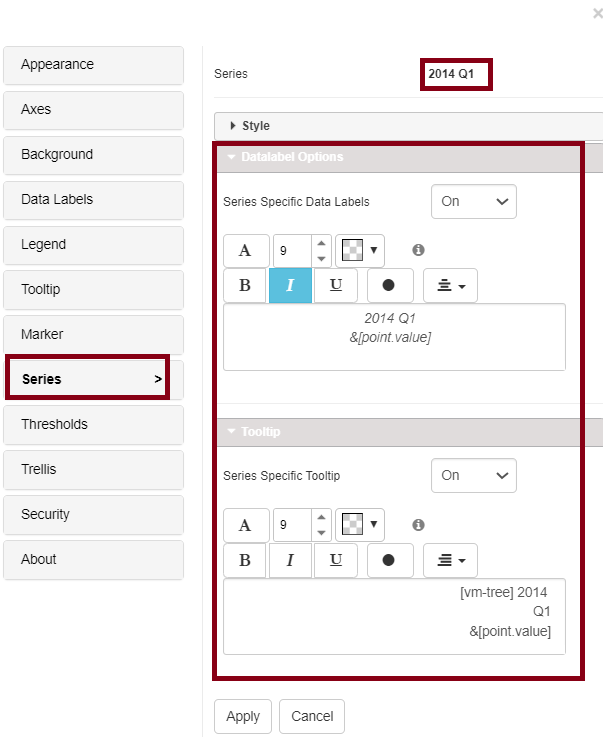 ×
Appearance
Axes
Background
Data Labels
Legend
Tooltip
Marker
Series >
Thresholds
Trellis
Security
About
Series 2014 Q1
Style
Datalabel Options
Series Specific Data Labels On
A 9
B I U
2014 Q1
&[point.value]
Tooltip
Series Specific Tooltip On
A 9
B I U
[vm-tree] 2014
Q1
&[point.value]
Apply Cancel